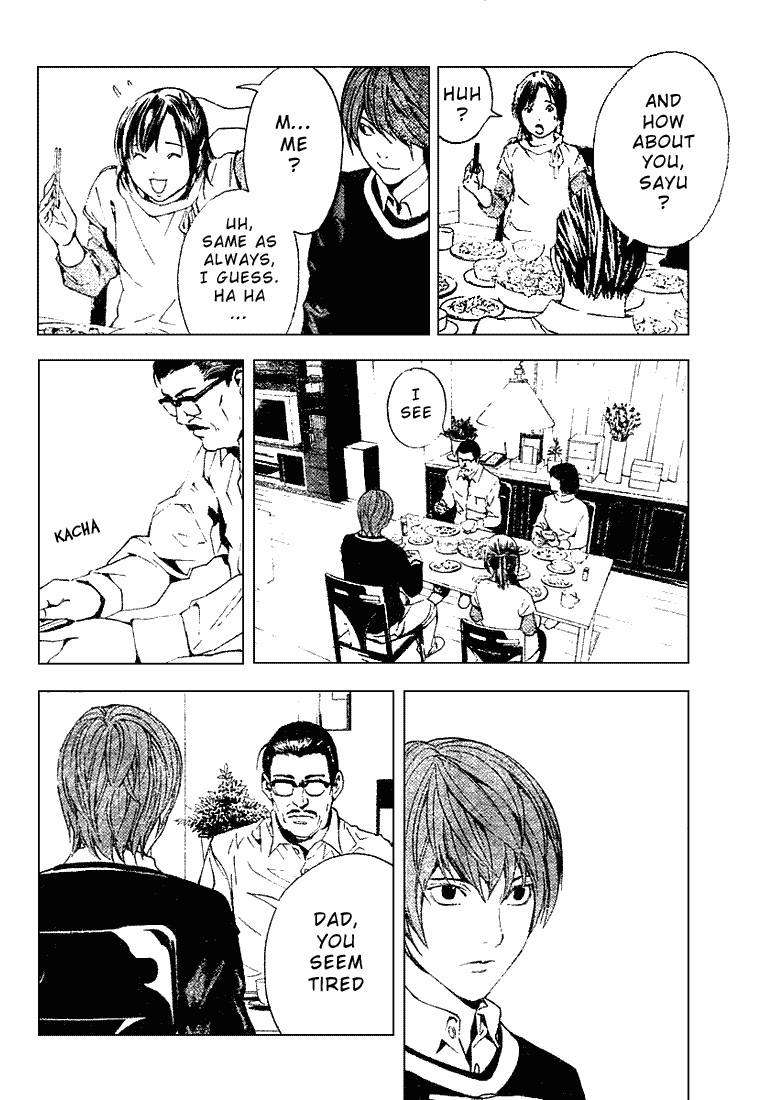 AND
HOW
ABOUT
YOU,
SAYU
?
HUH
?
M...
ME
?
UH,
SAME AS
ALWAYS,
I GUESS.
HA HA
...
I
SEE
KACHA
DAD,
YOU
SEEM
TIRED